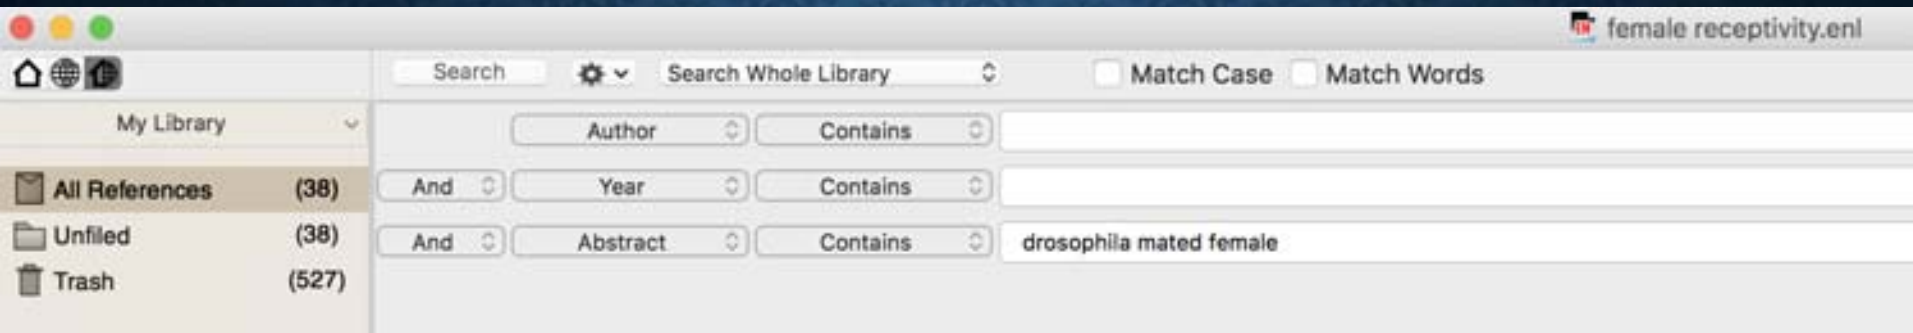 female receptivity.enl
Search Search Whole Library Match Case Match Words
My Library
Author Contains
All References (38) And Year Contains
Unfiled (38) And Abstract Contains drosophila mated female
Trash (527)